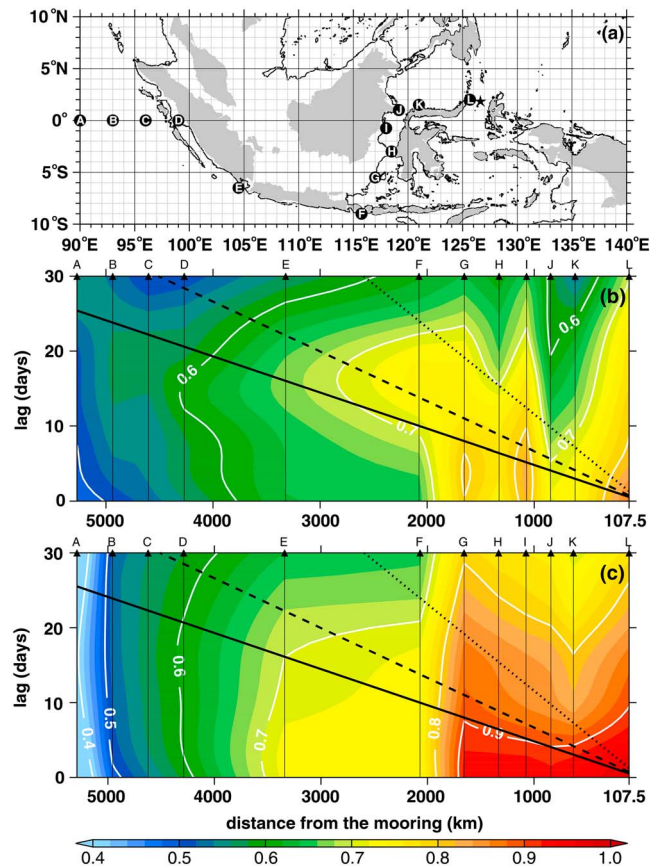 10°N
(a)
5°N
0°
5°S
10°S
A B C D E F G H I J K L
90°E 95°E 100°E 105°E 110°E 115°E 120°E 125°E 130°E 135°E 140°E
A B C D E F G H I J K L
30
(b)
0.6
0.6
20
lag (days)
0.7
0.7
10
0
5000 4000 3000 2000 1000 107.5
A B C D E F G H I J K L
30
(c)
20
lag (days)
0.6
10
0.9
0.4 0.5 0.7 0.8
0
5000 4000 3000 2000 1000 107.5
distance from the mooring (km)
0.4 0.5 0.6 0.7 0.8 0.9 1.0